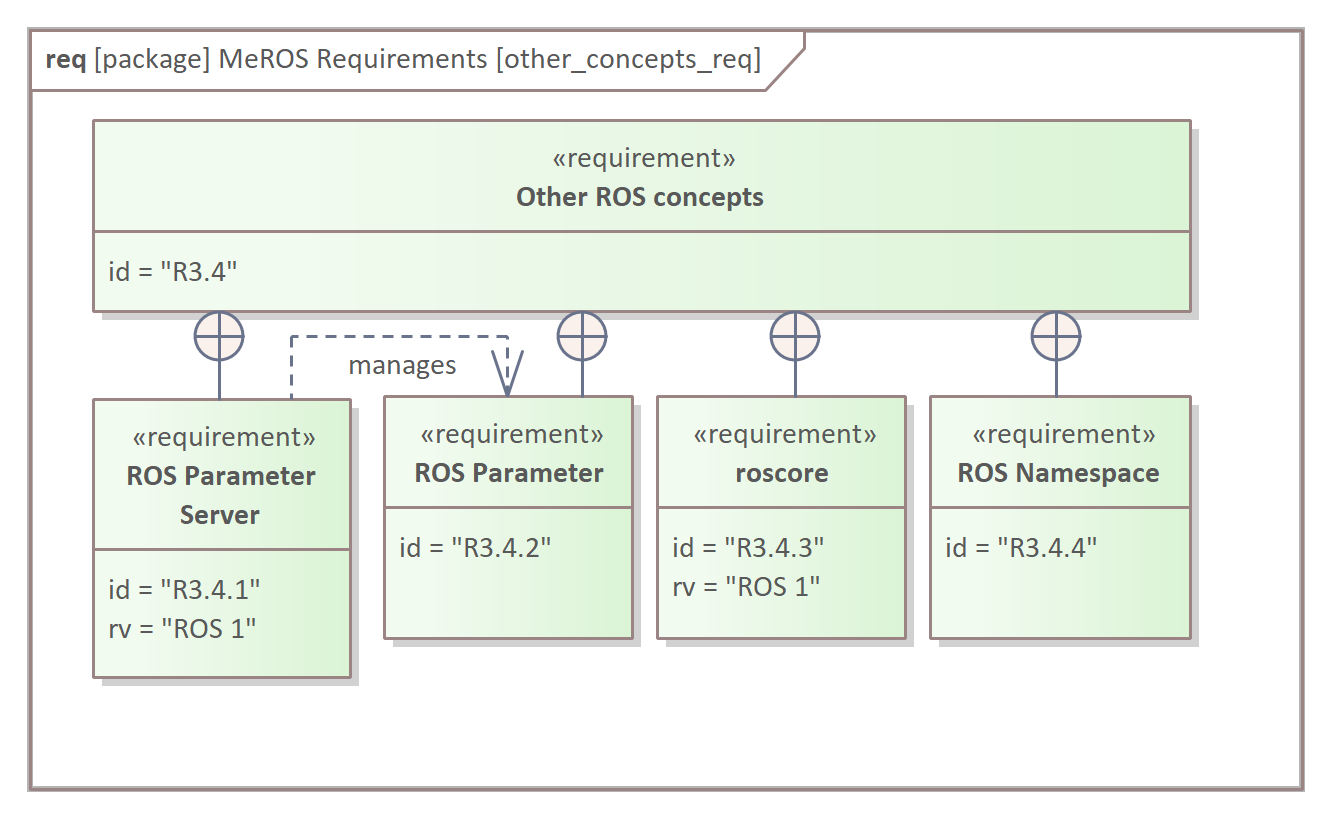 req [package] MeROS Requirements [other_concepts_req]
«requirement»
Other ROS concepts
id = "R3.4"
manages
«requirement»
ROS Parameter
Server
id = "R3.4.1"
rv = "ROS 1"
«requirement»
ROS Parameter
id = "R3.4.2"
«requirement»
roscore
id = "R3.4.3"
rv = "ROS 1"
«requirement»
ROS Namespace
id = "R3.4.4"